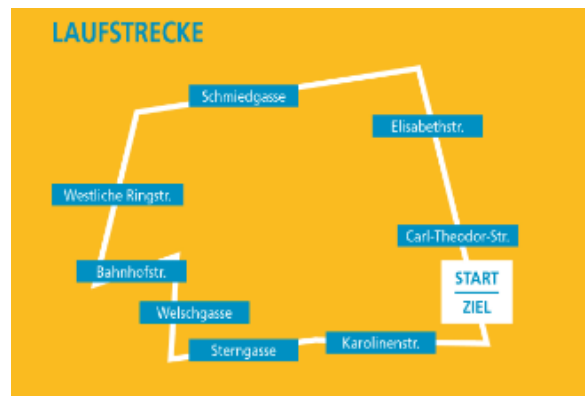 LAUFSTRECKE
Schmiedgasse
Elisabethstr.
Westliche Ringstr.
Carl-Theodor-Str.
Bahnhofstr.
START
ZIEL
Welschgasse
Karolinenstr.
Sterngasse